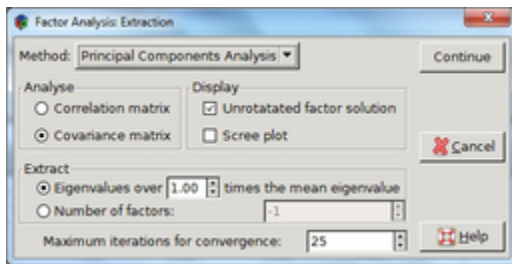 Factor Analysis: Extraction
Method: Principal Components Analysis Continue
Analyse Display
Correlation matrix Unrotatated factor solution
Covariance matrix Scree plot
Cancel
Extract
Eigenvalues over 1.00 times the mean eigenvalue
Number of factors: -1
Maximum iterations for convergence: 25 Help